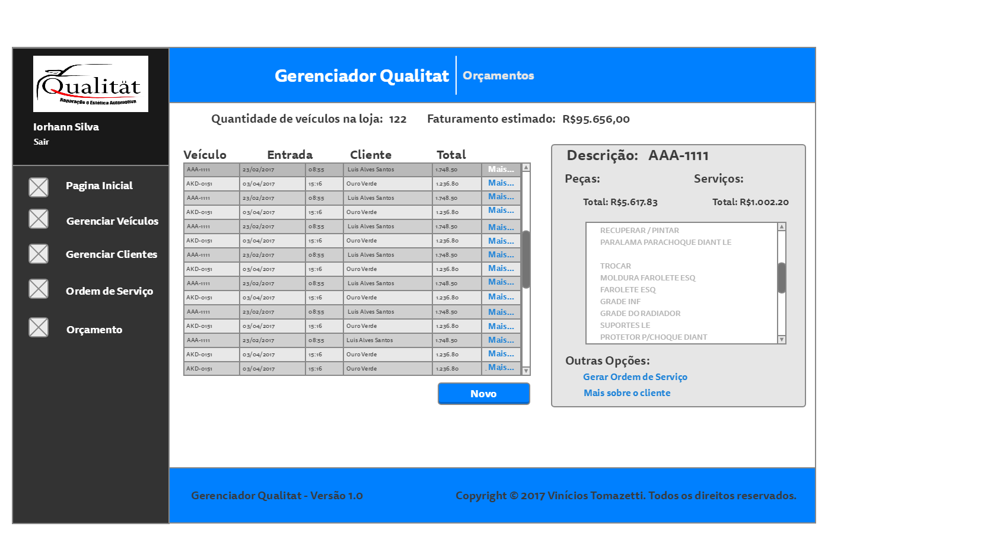 Qualität
Reparação e Estética Automotiva
Iorhann Silva
Sair
Pagina Inicial
Gerenciar Veículos
Gerenciar Clientes
Ordem de Serviço
Orçamento
Gerenciador Qualitat Orçamentos
Quantidade de veículos na loja: 122 Faturamento estimado: R$95.656,00
Veículo Entrada Cliente Total
AAA-1111 23/02/2017 08:55 Luis Alves Santos 1.748.50 Mais...
AKD-0151 03/04/2017 15:16 Ouro Verde 1.236.80 Mais...
AAA-1111 23/02/2017 08:55 Luis Alves Santos 1.748.50 Mais...
AKD-0151 03/04/2017 15:16 Ouro Verde 1.236.80 Mais...
AAA-1111 23/02/2017 08:55 Luis Alves Santos 1.748.50 Mais...
AKD-0151 03/04/2017 15:16 Ouro Verde 1.236.80 Mais...
AAA-1111 23/02/2017 08:55 Luis Alves Santos 1.748.50 Mais...
AKD-0151 03/04/2017 15:16 Ouro Verde 1.236.80 Mais...
AAA-1111 23/02/2017 08:55 Luis Alves Santos 1.748.50 Mais...
AKD-0151 03/04/2017 15:16 Ouro Verde 1.236.80 Mais...
AAA-1111 23/02/2017 08:55 Luis Alves Santos 1.748.50 Mais...
AKD-0151 03/04/2017 15:16 Ouro Verde 1.236.80 Mais...
AAA-1111 23/02/2017 08:55 Luis Alves Santos 1.748.50 Mais...
AKD-0151 03/04/2017 15:16 Ouro Verde 1.236.80 Mais...
AKD-0151 03/04/2017 15:16 Ouro Verde 1.236.80 Mais...
Novo
Descrição: AAA-1111
Peças: Serviços:
Total: R$5.617.83 Total: R$1.002.20
RECUPERAR / PINTAR
PARALAMA PARACHOQUE DIANT LE
TROCAR
MOLDURA FAROLETE ESQ
FAROLETE ESQ
GRADE INF
GRADE DO RADIADOR
SUPORTES LE
PROTETOR P/CHOQUE DIANT
Outras Opções:
Gerar Ordem de Serviço
Mais sobre o cliente
Gerenciador Qualitat - Versão 1.0 Copyright © 2017 Vinícios Tomazetti. Todos os direitos reservados.